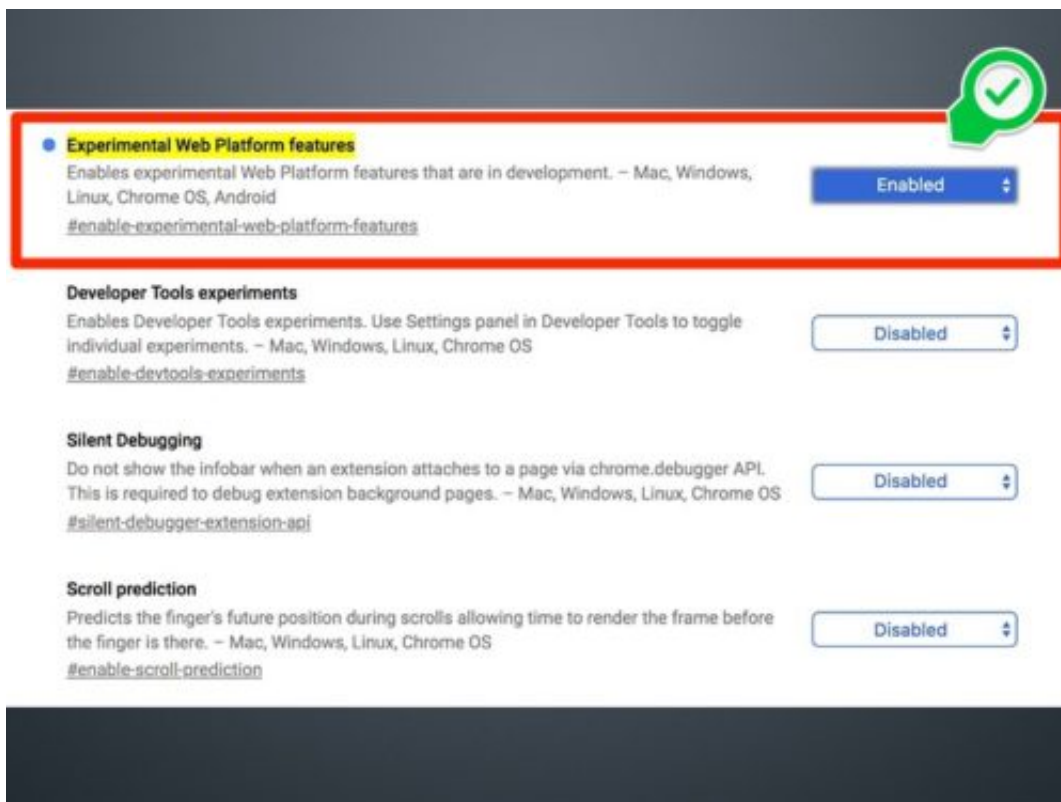 Experimental Web Platform features
Enables experimental Web Platform features that are in development. – Mac, Windows,
Linux, Chrome OS, Android
Enabled
#enable-experimental-web-platform-features
Developer Tools experiments
Enables Developer Tools experiments. Use Settings panel in Developer Tools to toggle
individual experiments. – Mac, Windows, Linux, Chrome OS
Disabled
#enable-devtools-experiments
Silent Debugging
Do not show the infobar when an extension attaches to a page via chrome.debugger API.
This is required to debug extension background pages. – Mac, Windows, Linux, Chrome OS
Disabled
#silent-debugger-extension-api
Scroll prediction
Predicts the finger's future position during scrolls allowing time to render the frame before
the finger is there. – Mac, Windows, Linux, Chrome OS
Disabled
#enable-scroll-prediction